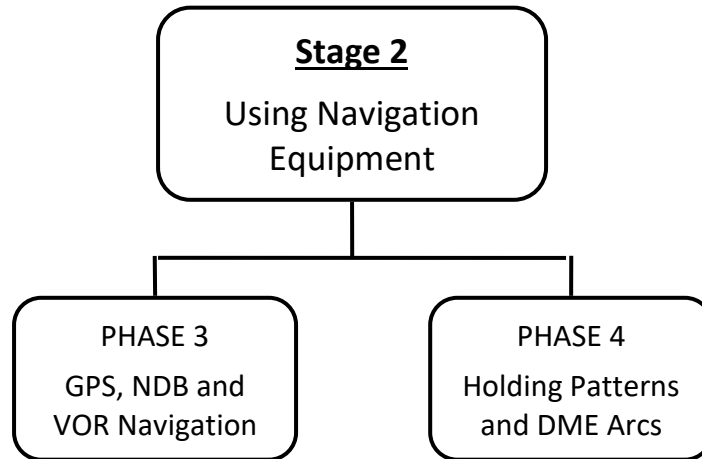 Stage 2
Using Navigation
Equipment
PHASE 3
GPS, NDB and
VOR Navigation
PHASE 4
Holding Patterns
and DME Arcs